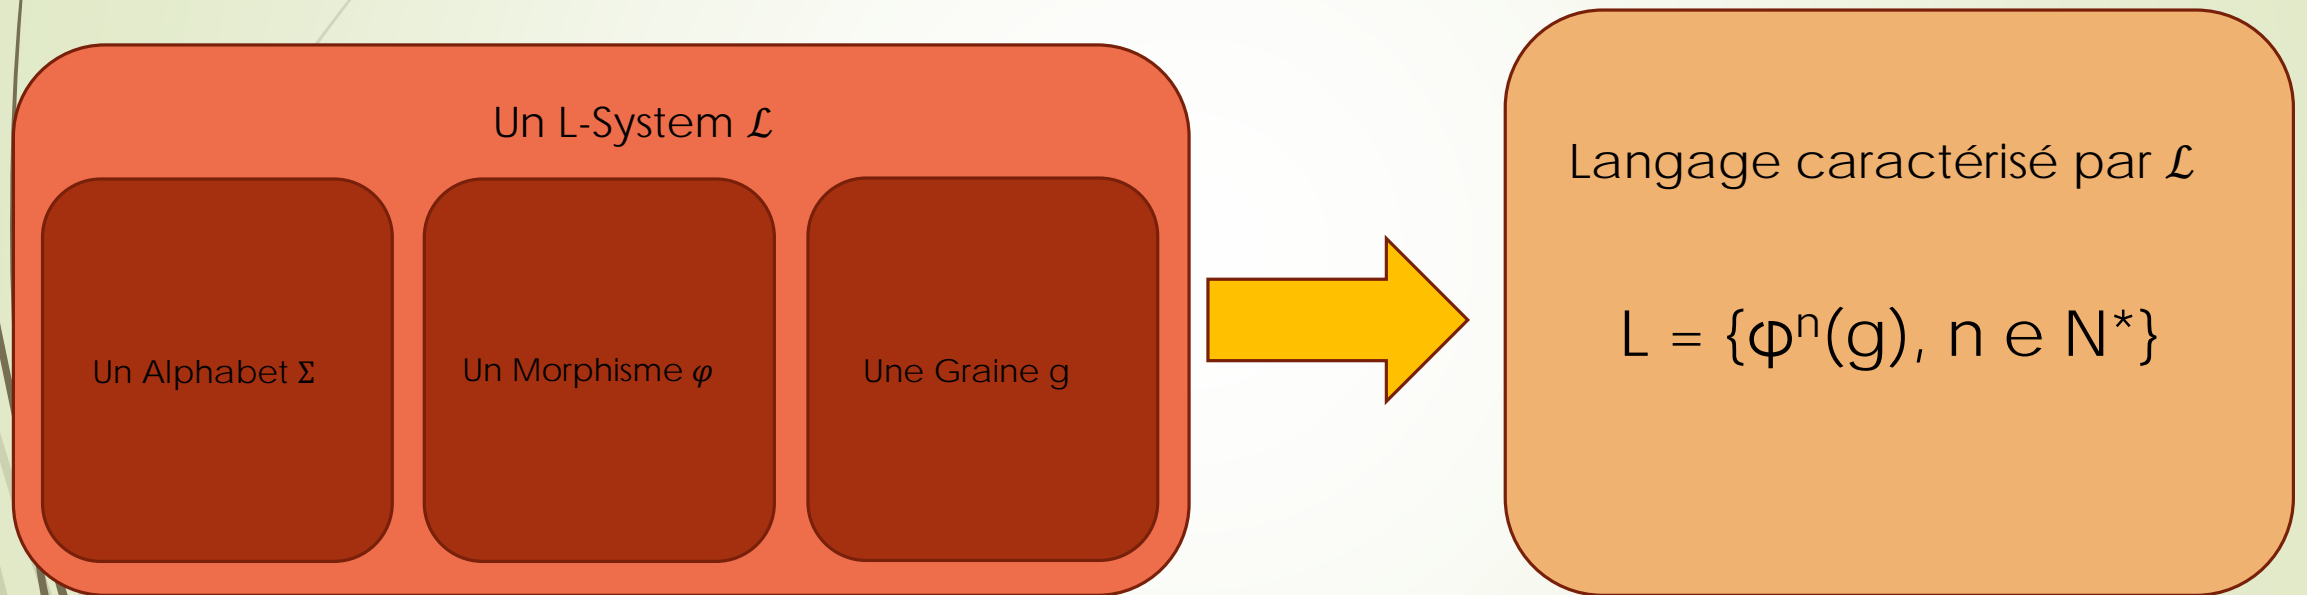 Un L-System ℒ
Un Alphabet Σ
Un Morphisme φ
Une Graine g
Langage caractérisé par ℒ
L = {φⁿ(g), n e N*}